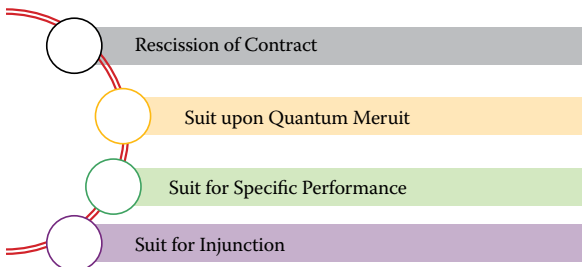 Rescission of Contract
Suit upon Quantum Meruit
Suit for Specific Performance
Suit for Injunction